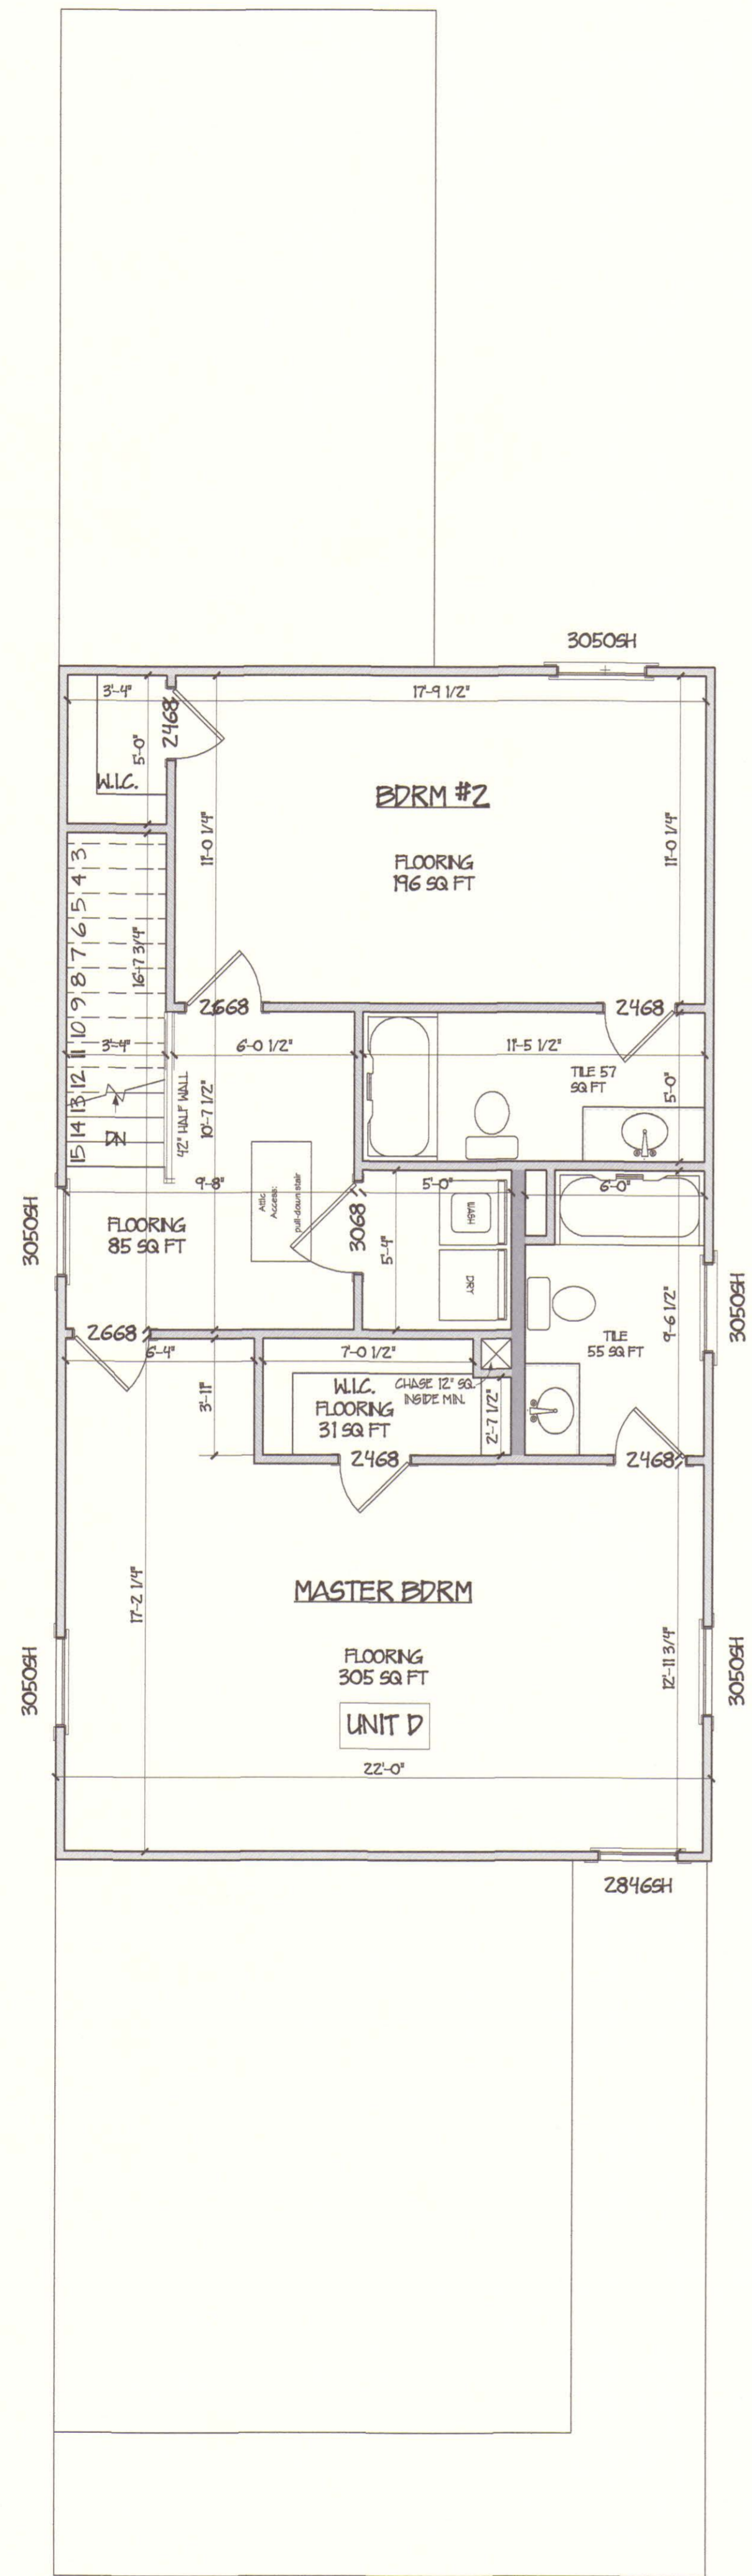 3050SH
3'-4"
2468
17-9 1/2"
5'-0"
W.I.C.
BDRM #2
11'-0 1/4"
11'-0 1/4"
FLOORING
196 SQ FT
3
4
5
6
7
8
9
10
11
12
13
14
15
16-7 3/4"
2668
2468
3'-4"
6'-0 1/2"
11'-5 1/2"
TILE 57
SQ FT
5'-0"
42" HALF WALL
10'-7 1/2"
DN
9'-8"
Attic
Access:
pull-down stair
5'-0"
6'-0"
WASH
3050SH
3068
FLOORING
85 SQ FT
5'-4"
DRY
9'-6 1/2"
3050SH
2668
6'-4"
7'-0 1/2"
TILE
55 SQ FT
3'-11"
W.I.C.
FLOORING
31 SQ FT
CHASE 12" SQ.
INSIDE MIN.
2'-7 1/2"
2468
2468
17-2 1/4"
MASTER BDRM
3050SH
FLOORING
305 SQ FT
12'-11 3/4"
3050SH
UNIT D
22'-0"
2846SH